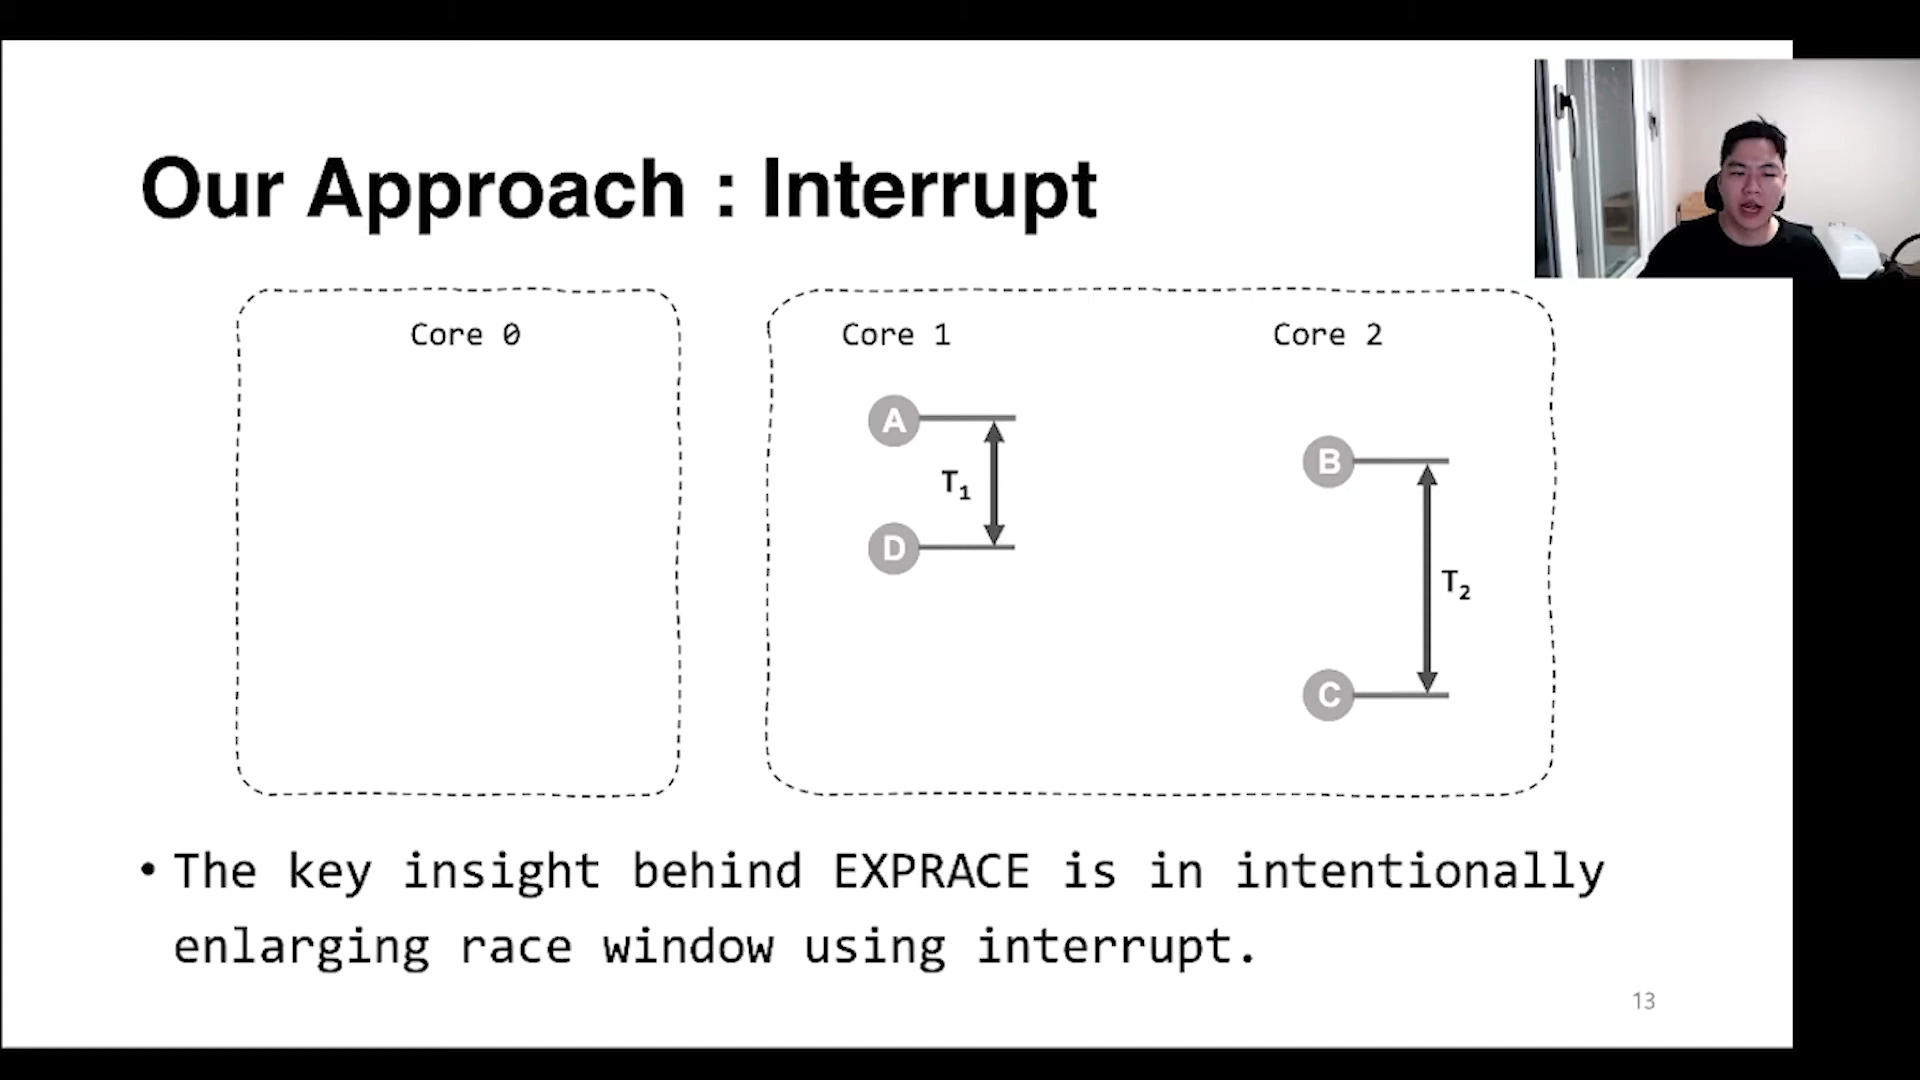 Our Approach : Interrupt
Core 0
Core 1
Core 2
A
B
T1
D
T2
C
• The key insight behind EXPRACE is in intentionally
enlarging race window using interrupt.
13